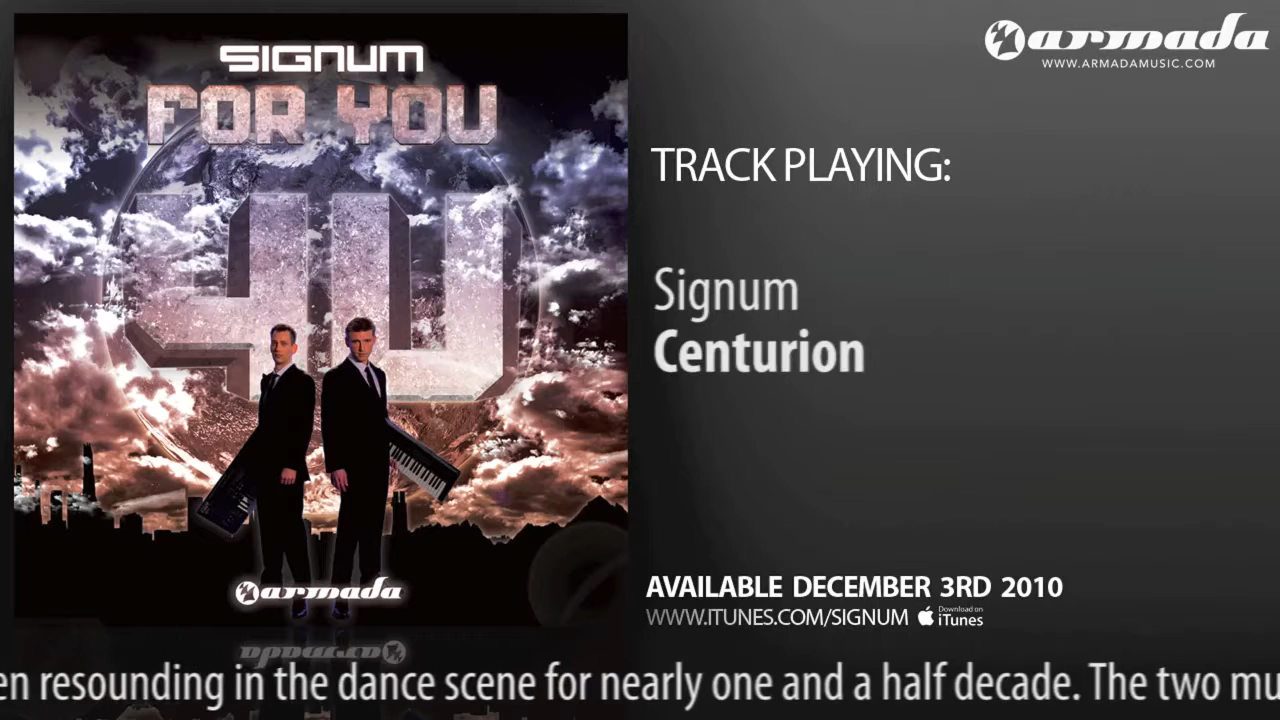 SIGNUM
FOR YOU
4U
armada
armada
WWW.ARMADAMUSIC.COM
TRACK PLAYING:
Signum
Centurion
AVAILABLE DECEMBER 3RD 2010
WWW.ITUNES.COM/SIGNUM Download on iTunes
resounding in the dance scene for nearly one and a half decade. The two